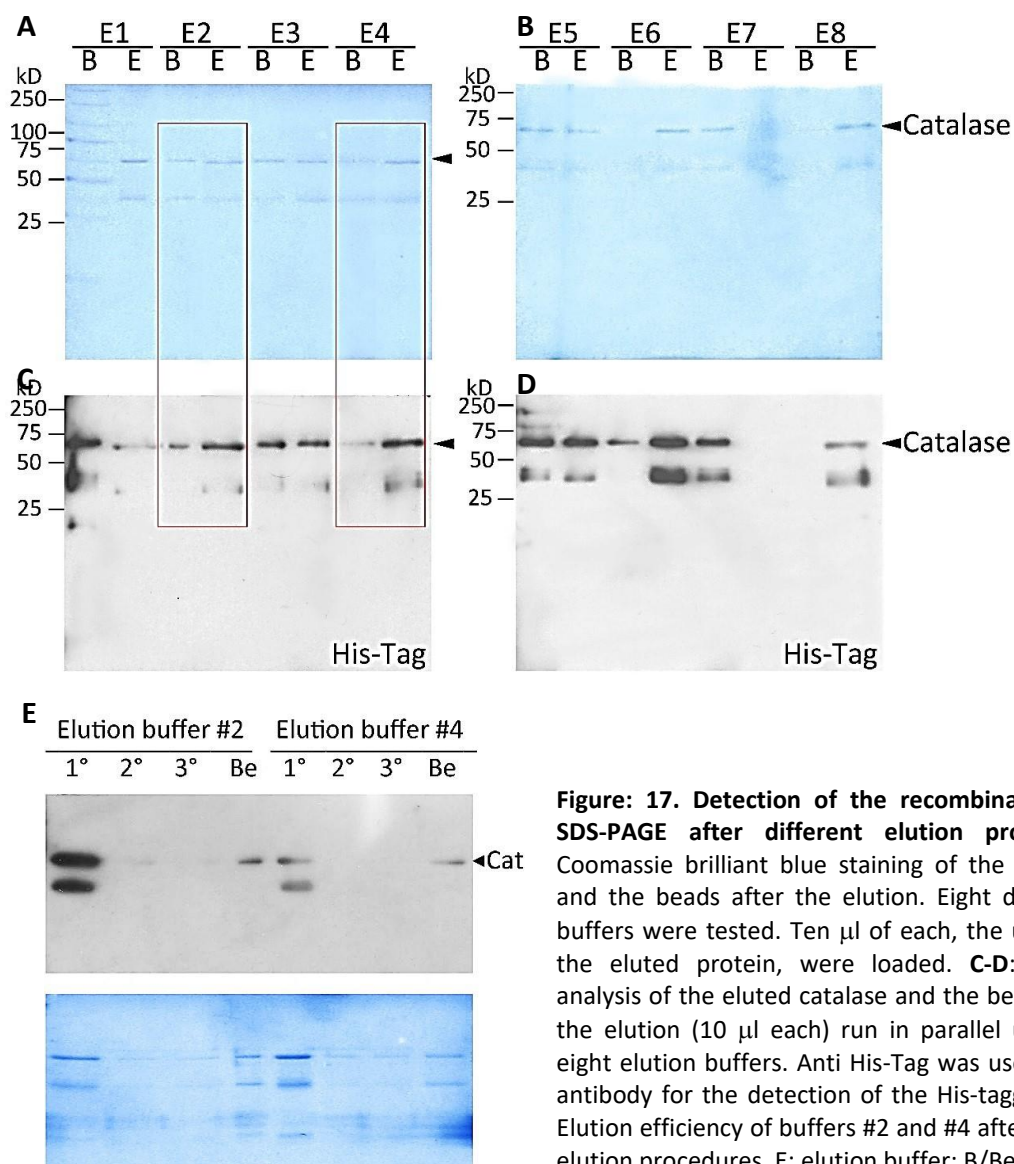 A
E1 E2 E3 E4
B E B E B E B E
kD
250
100
75
50
25
B
E5 E6 E7 E8
B E B E B E B E
kD
250
75
50
25
Catalase
C
kD
250
75
50
25
His-Tag
D
kD
250
75
50
25
Catalase
His-Tag
E
Elution buffer #2 Elution buffer #4
1° 2° 3° Be 1° 2° 3° Be
Cat
Figure: 17. Detection of the recombina
SDS-PAGE after different elution pro
Coomassie brilliant blue staining of the
and the beads after the elution. Eight d
buffers were tested. Ten µl of each, the u
the eluted protein, were loaded. C-D:
analysis of the eluted catalase and the be
the elution (10 µl each) run in parallel u
eight elution buffers. Anti His-Tag was use
antibody for the detection of the His-tag
Elution efficiency of buffers #2 and #4 afte
elution procedures. E: elution buffer; B/Be